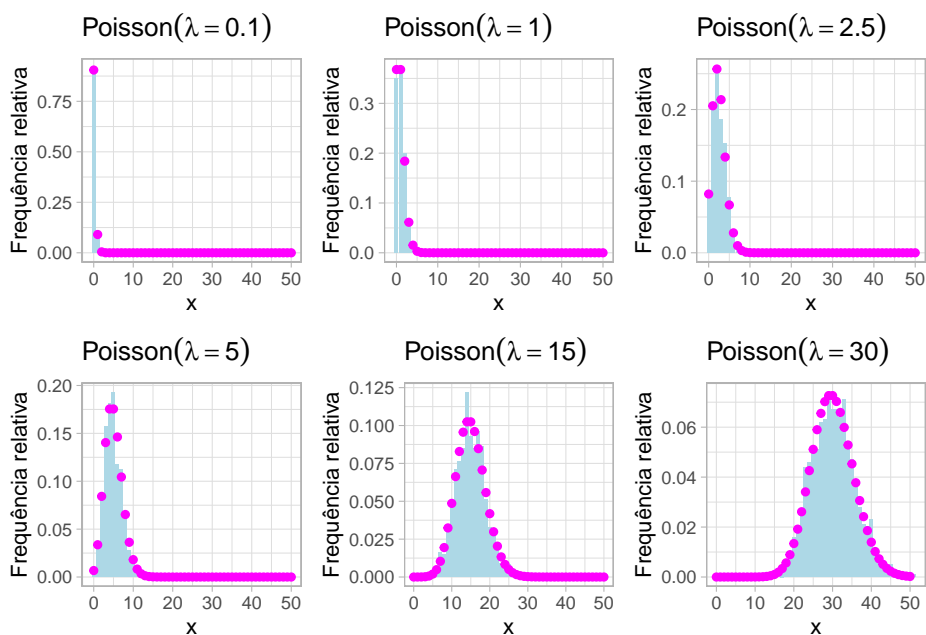 Poisson(λ = 0.1)
Frequência relativa
0.75
0.50
0.25
0.00
0 10 20 30 40 50
x
Poisson(λ = 1)
Frequência relativa
0.3
0.2
0.1
0.0
0 10 20 30 40 50
x
Poisson(λ = 2.5)
Frequência relativa
0.2
0.1
0.0
0 10 20 30 40 50
x
Poisson(λ = 5)
Frequência relativa
0.20
0.15
0.10
0.05
0.00
0 10 20 30 40 50
x
Poisson(λ = 15)
Frequência relativa
0.125
0.100
0.075
0.050
0.025
0.000
0 10 20 30 40 50
x
Poisson(λ = 30)
Frequência relativa
0.06
0.04
0.02
0.00
0 10 20 30 40 50
x